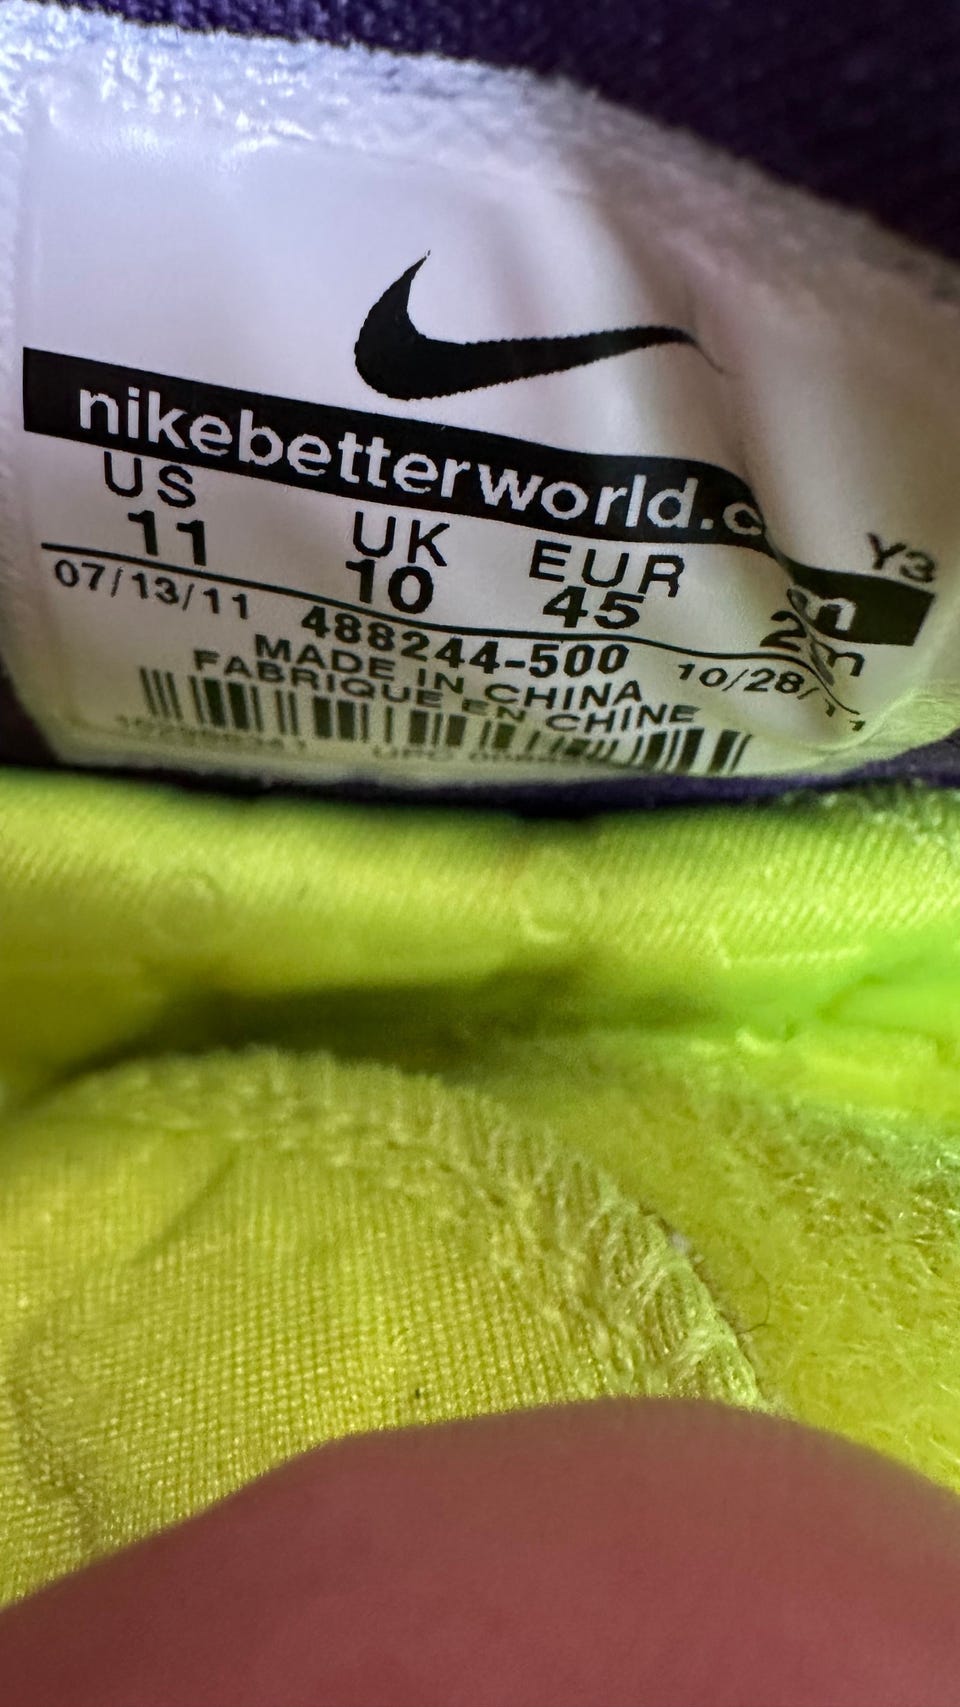 nikebetterworld.c m
US UK EUR
11 10 45 Y3
07/13/11 488244-500 10/28/11
MADE IN CHINA
FABRIQUE EN CHINE
UPC